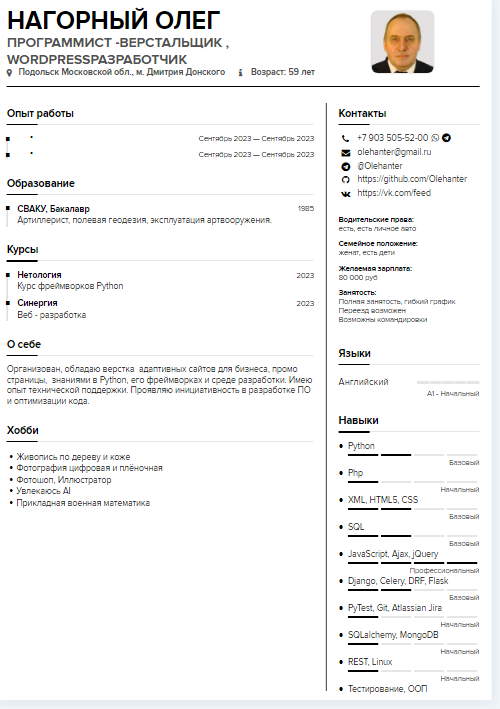 НАГОРНЫЙ ОЛЕГ
ПРОГРАММИСТ -ВЕРСТАЛЬЩИК ,
WORDPRESSРАЗРАБОТЧИК
Подольск Московской обл., м. Дмитрия Донского Возраст: 59 лет
Опыт работы
• Сентябрь 2023 — Сентябрь 2023
• Сентябрь 2023 — Сентябрь 2023
Образование
СВАКУ, Бакалавр 1985
Артиллерист, полевая геодезия, эксплуатация артвооружения.
Курсы
Нетология 2023
Курс фреймворков Python
Синергия 2023
Веб - разработка
О себе
Организован, обладаю верстка адаптивных сайтов для бизнеса, промо
страницы, знаниями в Python, его фреймворках и среде разработки. Имею
опыт технической поддержки. Проявляю инициативность в разработке ПО
и оптимизации кода.
Хобби
• Живопись по дереву и коже
• Фотография цифровая и плёночная
• Фотошоп, Иллюстратор
• Увлекаюсь AI
• Прикладная военная математика
Контакты
+7 903 505-52-00
olehanter@gmail.ru
@Olehanter
https://github.com/Olehanter
https://vk.com/feed
Водительские права:
есть, есть личное авто
Семейное положение:
женат, есть дети
Желаемая зарплата:
80 000 руб
Занятость:
Полная занятость, гибкий график
Переезд возможен
Возможны командировки
Языки
Английский
A1 - Начальный
Навыки
• Python
Базовый
• Php
Начальный
• XML, HTML5, CSS
Базовый
• SQL
Базовый
• JavaScript, Ajax, jQuery
Профессиональный
• Django, Celery, DRF, Flask
Базовый
• PyTest, Git, Atlassian Jira
Начальный
• SQLalchemy, MongoDB
Начальный
• REST, Linux
Начальный
• Тестирование, ООП